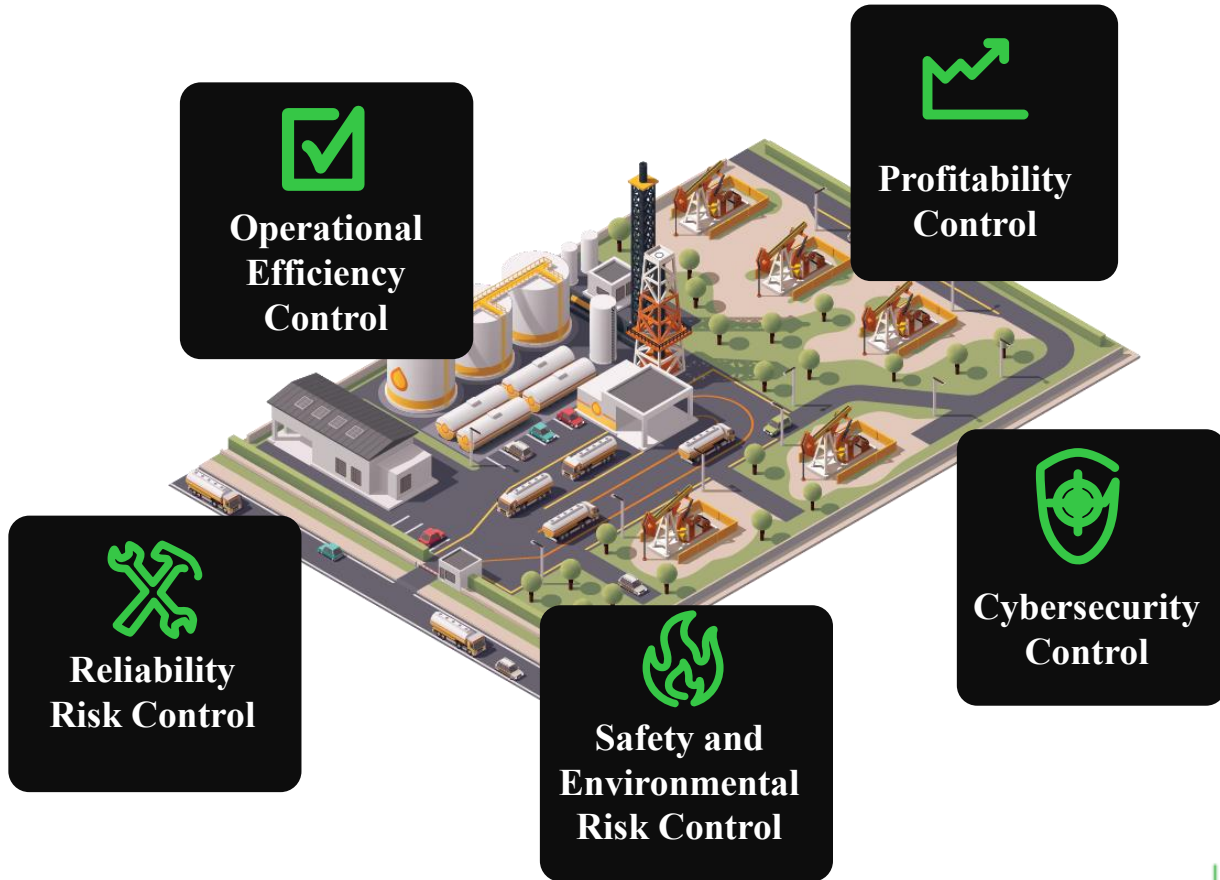 Operational
Efficiency
Control
Profitability
Control
Reliability
Risk Control
Safety and
Environmental
Risk Control
Cybersecurity
Control